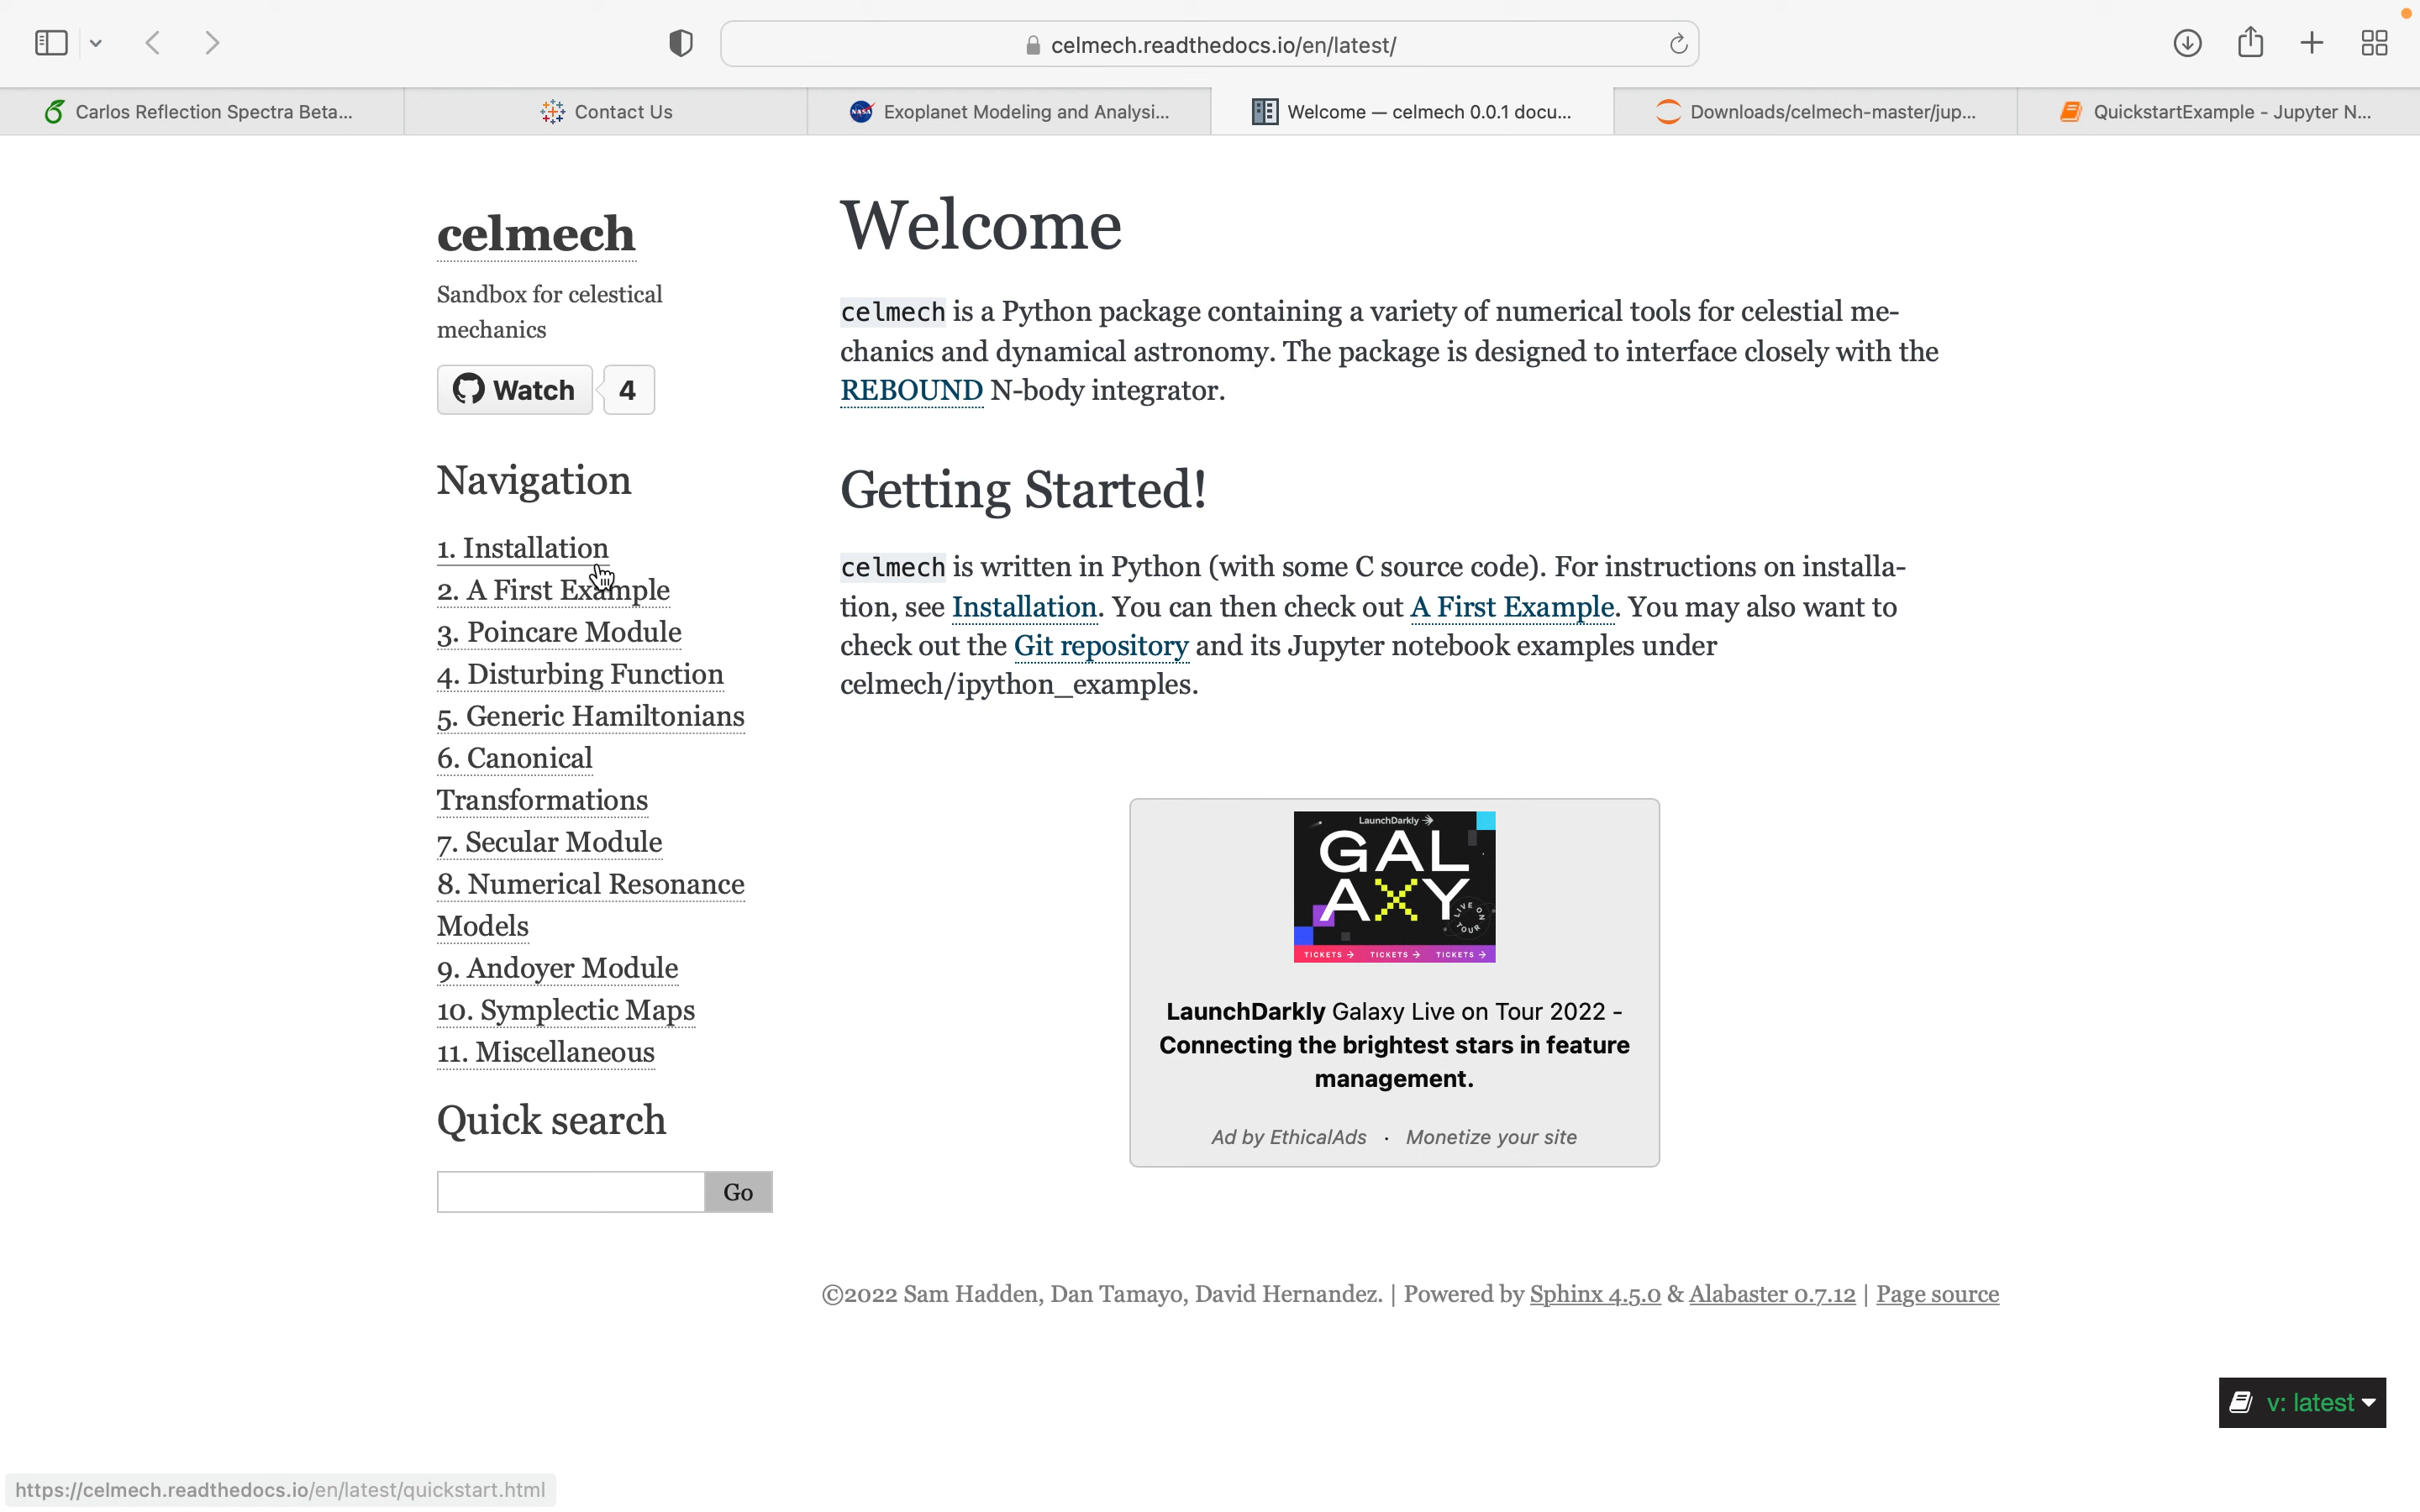 celmech.readthedocs.io/en/latest/
Carlos Reflection Spectra Beta...
Contact Us
Exoplanet Modeling and Analysi...
Welcome — celmech 0.0.1 docu...
Downloads/celmech-master/jup...
QuickstartExample - Jupyter N...
celmech
Sandbox for celestical
mechanics
Watch 4
Navigation
1. Installation
2. A First Example
3. Poincare Module
4. Disturbing Function
5. Generic Hamiltonians
6. Canonical
Transformations
7. Secular Module
8. Numerical Resonance
Models
9. Andoyer Module
10. Symplectic Maps
11. Miscellaneous
Quick search
Go
Welcome
celmech is a Python package containing a variety of numerical tools for celestial me-
chanics and dynamical astronomy. The package is designed to interface closely with the
REBOUND N-body integrator.
Getting Started!
celmech is written in Python (with some C source code). For instructions on installa-
tion, see Installation. You can then check out A First Example. You may also want to
check out the Git repository and its Jupyter notebook examples under
celmech/ipython_examples.
LaunchDarkly →
GAL
AXY
LIVE ON TOUR
TICKETS → TICKETS → TICKETS →
LaunchDarkly Galaxy Live on Tour 2022 -
Connecting the brightest stars in feature
management.
Ad by EthicalAds · Monetize your site
©2022 Sam Hadden, Dan Tamayo, David Hernandez. | Powered by Sphinx 4.5.0 & Alabaster 0.7.12 | Page source
v: latest
https://celmech.readthedocs.io/en/latest/quickstart.html